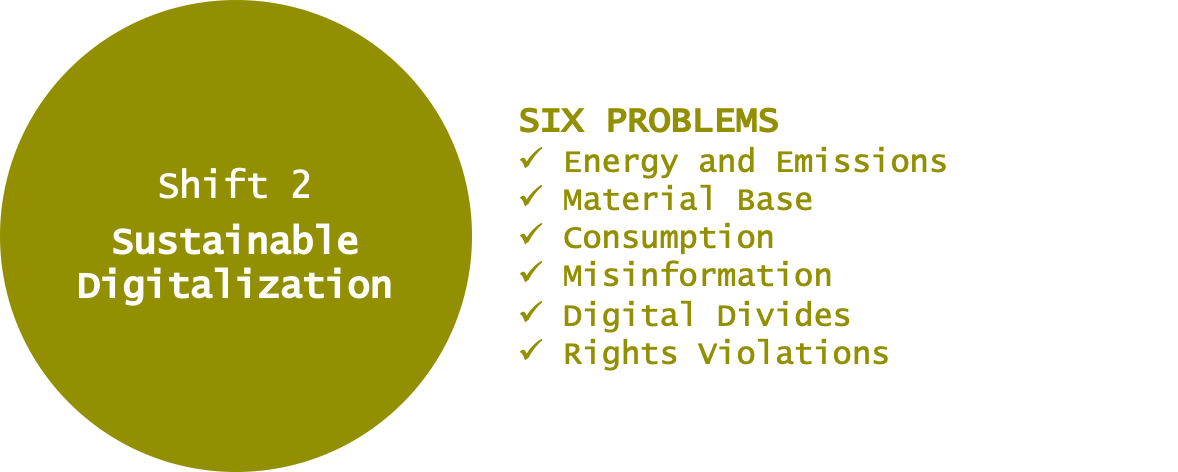 Shift 2
Sustainable
Digitalization
SIX PROBLEMS
✓ Energy and Emissions
✓ Material Base
✓ Consumption
✓ Misinformation
✓ Digital Divides
✓ Rights Violations